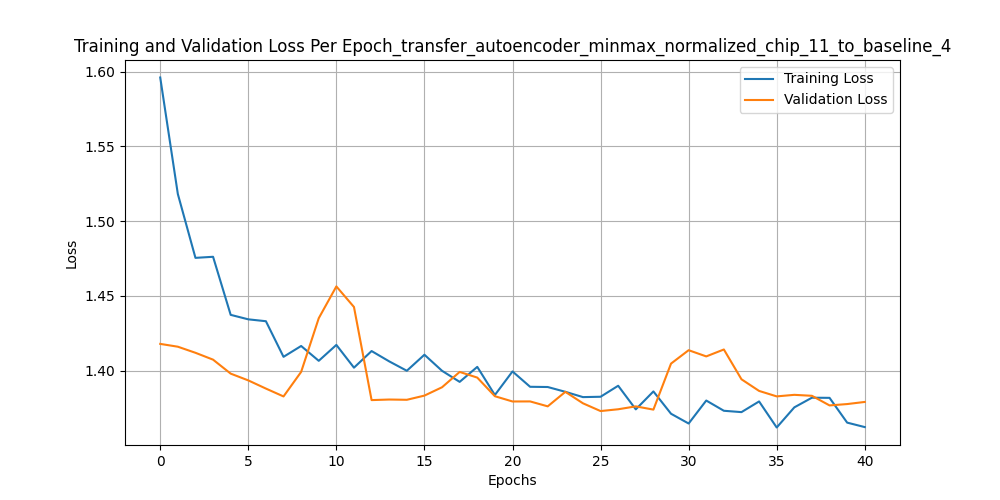 Training and Validation Loss Per Epoch_transfer_autoencoder_minmax_normalized_chip_11_to_baseline_4
Training Loss
Validation Loss
Loss
1.60
1.55
1.50
1.45
1.40
0 5 10 15 20 25 30 35 40
Epochs